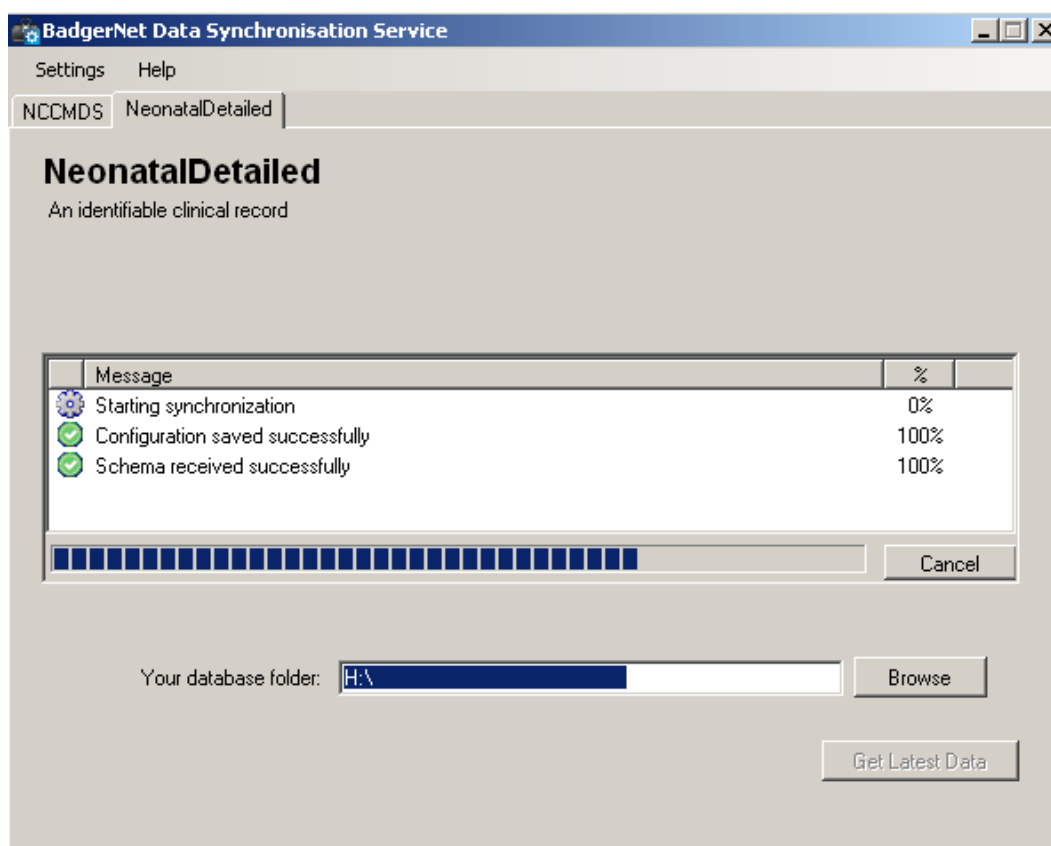 BadgerNet Data Synchronisation Service
Settings Help
NCCMDS NeonatalDetailed
NeonatalDetailed
An identifiable clinical record
Message %
Starting synchronization 0%
Configuration saved successfully 100%
Schema received successfully 100%
Cancel
Your database folder: H:\ Browse
Get Latest Data